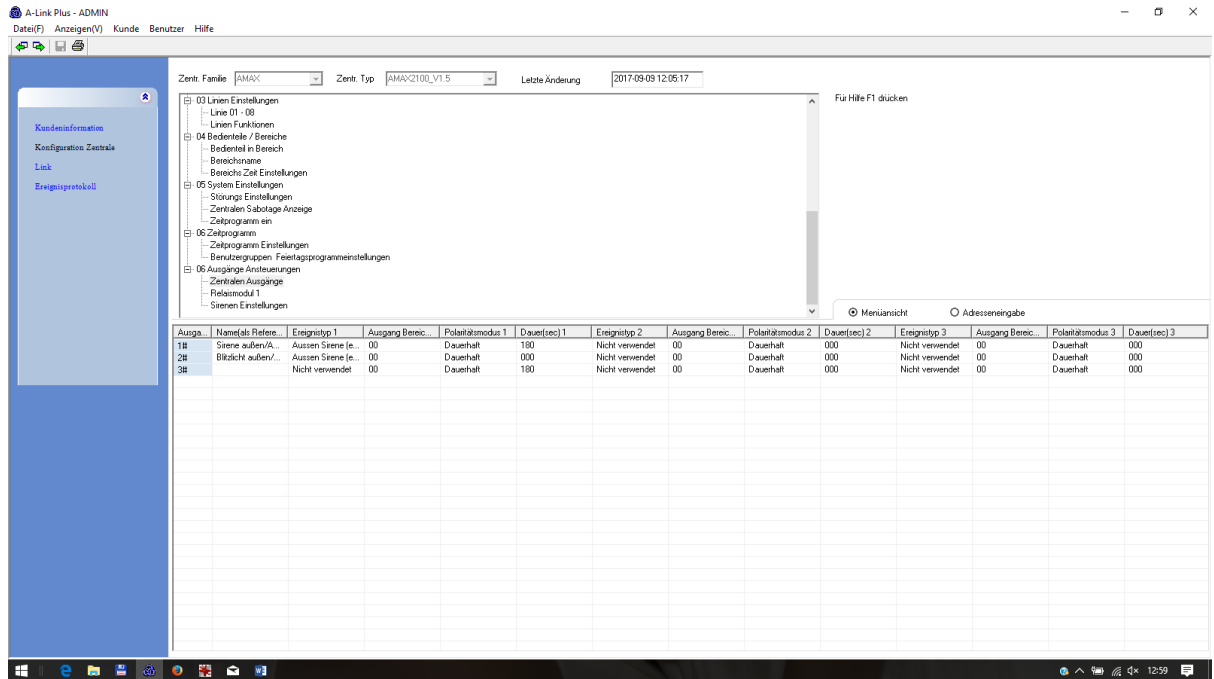 A-Link Plus - ADMIN
Datei(F) Anzeigen(V) Kunde Benutzer Hilfe
Zentr. Familie AMAX Zentr. Typ AMAX2100_V1.5 Letzte Änderung 2017-09-09 12:05:17
Für Hilfe F1 drücken
Kundeninformation
Konfiguration Zentrale
Link
Ereignisprotokoll
03 Linien Einstellungen
Linie 01 - 08
Linien Funktionen
04 Bedienteile / Bereiche
Bedienteil in Bereich
Bereichsname
Bereichs Zeit Einstellungen
05 System Einstellungen
Störungs Einstellungen
Zentralen Sabotage Anzeige
Zeitprogramm ein
06 Zeitprogramm
Zeitprogramm Einstellungen
Benutzergruppen Feiertagsprogrammeinstellungen
06 Ausgänge Ansteuerungen
Zentralen Ausgänge
Relaismodul 1
Sirenen Einstellungen
Menüansicht Adresseneingabe
Ausga... Name(als Refere... Ereignistyp 1 Ausgang Bereic... Polaritätsmodus 1 Dauer(sec) 1 Ereignistyp 2 Ausgang Bereic... Polaritätsmodus 2 Dauer(sec) 2 Ereignistyp 3 Ausgang Bereic... Polaritätsmodus 3 Dauer(sec) 3
1# Sirene außen/A... Aussen Sirene (e... 00 Dauerhaft 180 Nicht verwendet 00 Dauerhaft 000 Nicht verwendet 00 Dauerhaft 000
2# Blitzlicht außen/... Aussen Sirene (e... 00 Dauerhaft 000 Nicht verwendet 00 Dauerhaft 000 Nicht verwendet 00 Dauerhaft 000
3# Nicht verwendet 00 Dauerhaft 180 Nicht verwendet 00 Dauerhaft 000 Nicht verwendet 00 Dauerhaft 000
12:59